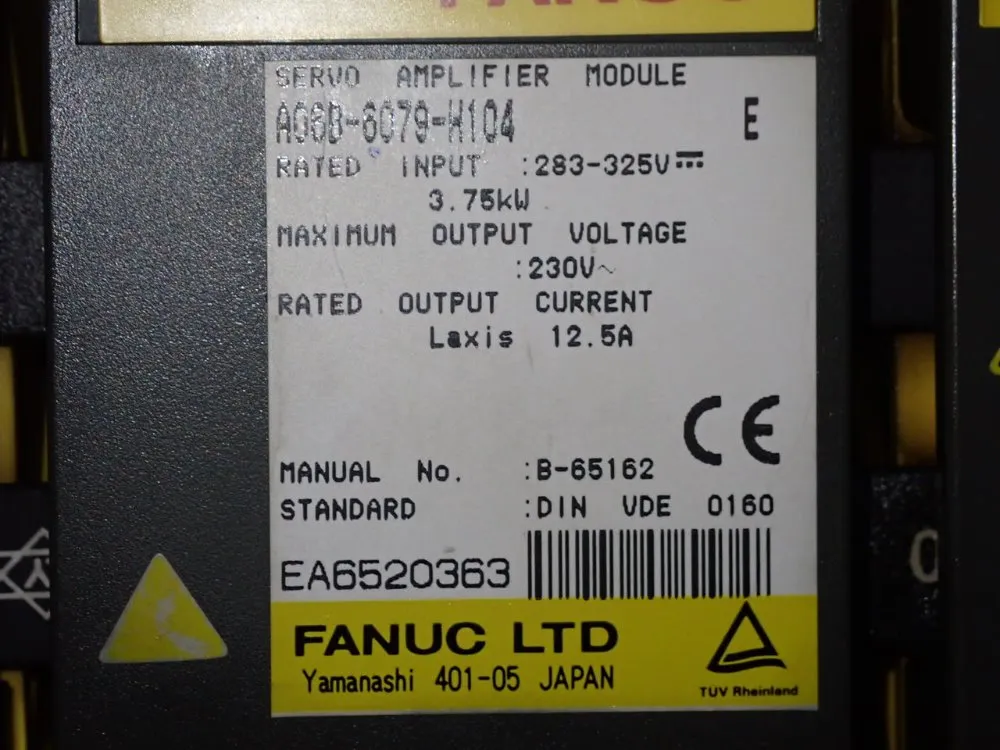 FANUC
SERVO AMPLIFIER MODULE
A06B-6079-H104 E
RATED INPUT :283-325V⎓
3.75kW
MAXIMUM OUTPUT VOLTAGE
:230V~
RATED OUTPUT CURRENT
Laxis 12.5A
CE
MANUAL No. :B-65162
STANDARD :DIN VDE 0160
EA6520363
FANUC LTD
Yamanashi 401-05 JAPAN
TÜV Rheinland
0